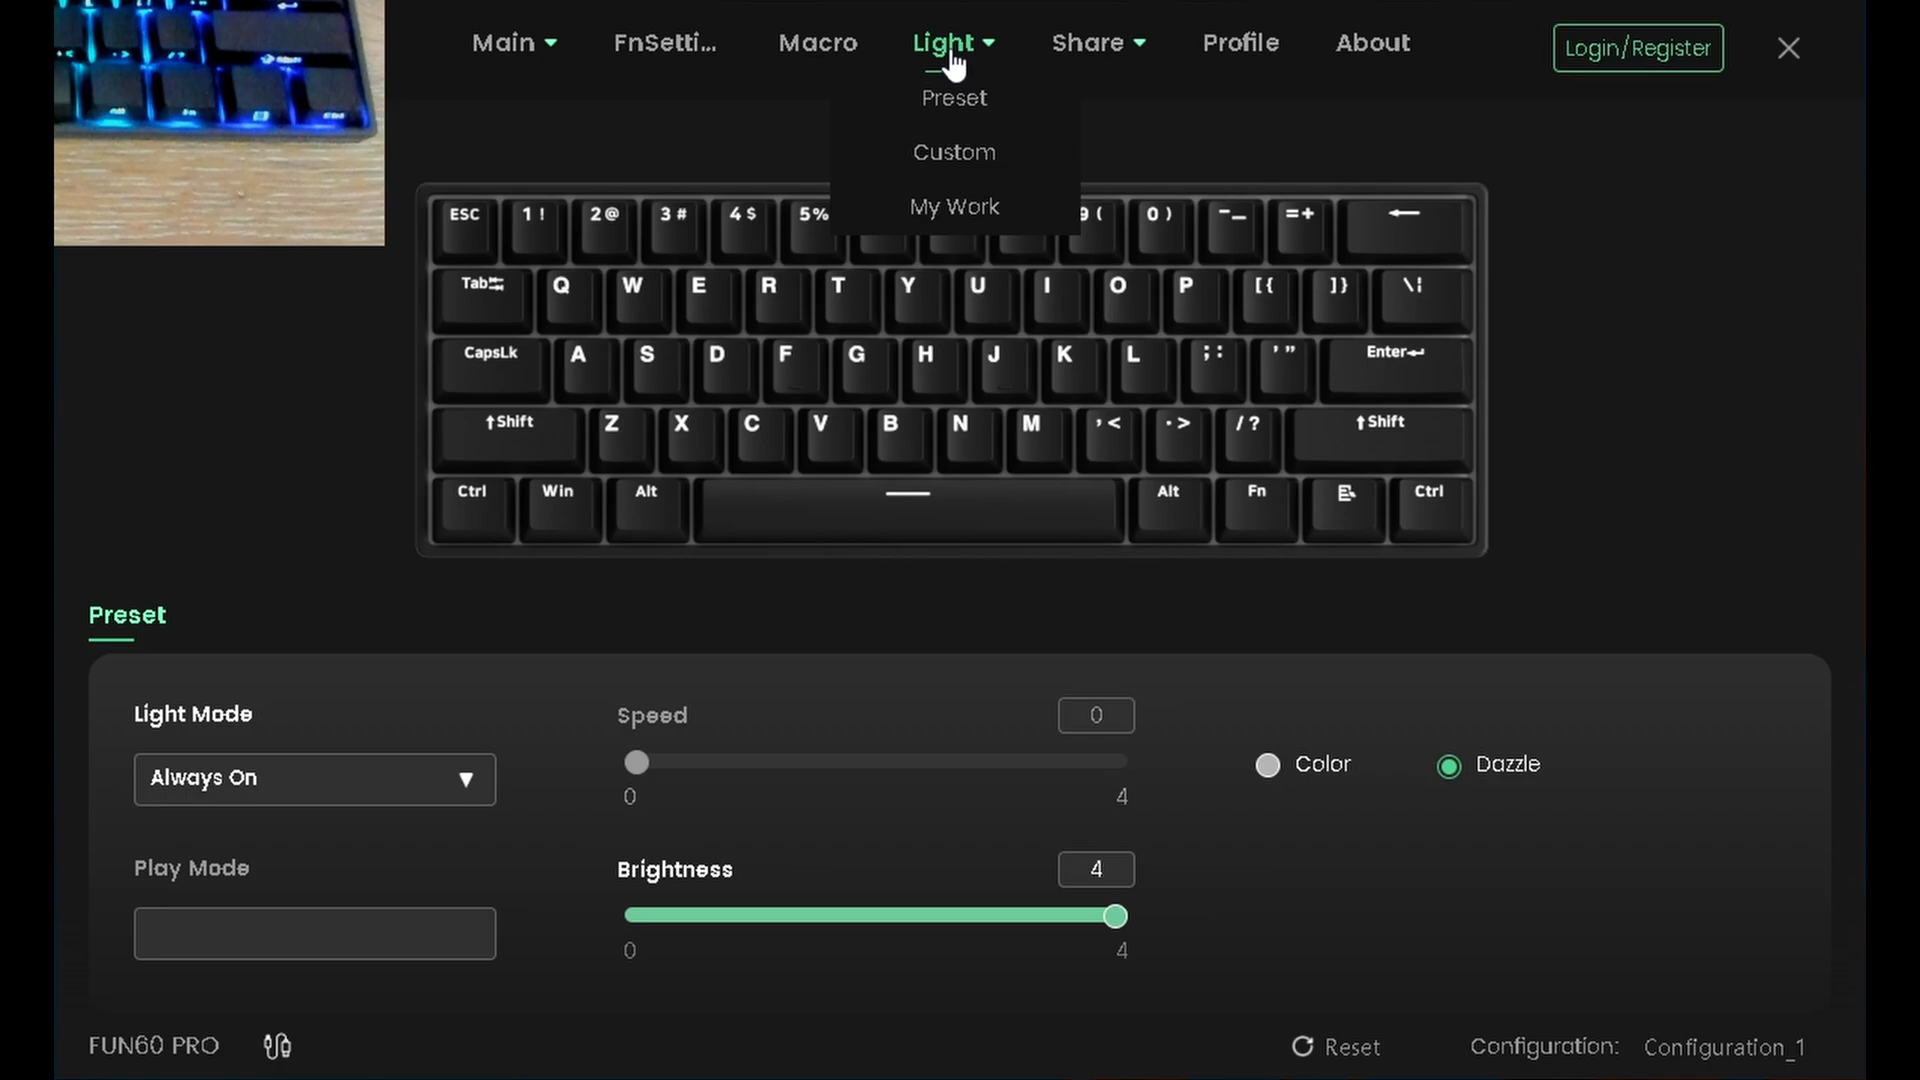 Main FnSetti... Macro Light Share Profile About Login/Register
Preset
Custom
My Work
ESC 1 ! 2 @ 3 # 4 $ 5 % 9 ( 0 ) - _ = +
Tab Q W E R T Y U I O P [ { ] } \ ¦
CapsLk A S D F G H J K L ; : ' " Enter
Shift Z X C V B N M , < . > / ? Shift
Ctrl Win Alt Alt Fn Ctrl
Preset
Light Mode Speed 0
Always On Color Dazzle
0 4
Play Mode Brightness 4
0 4
FUN60 PRO Reset Configuration: Configuration_1